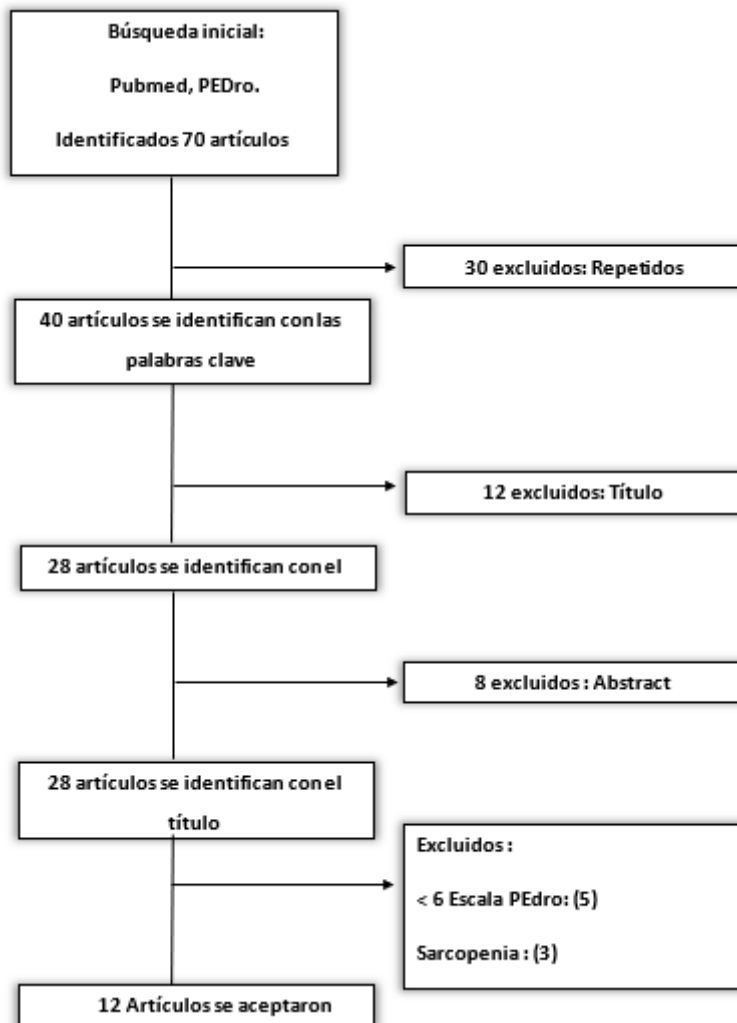 Búsqueda inicial:
Pubmed, PEDro.
Identificados 70 artículos
30 excluidos: Repetidos
40 artículos se identifican con las
palabras clave
12 excluidos: Título
28 artículos se identifican con el
8 excluidos : Abstract
28 artículos se identifican con el
título
Excluidos :
< 6 Escala PEdro: (5)
Sarcopenia : (3)
12 Artículos se aceptaron